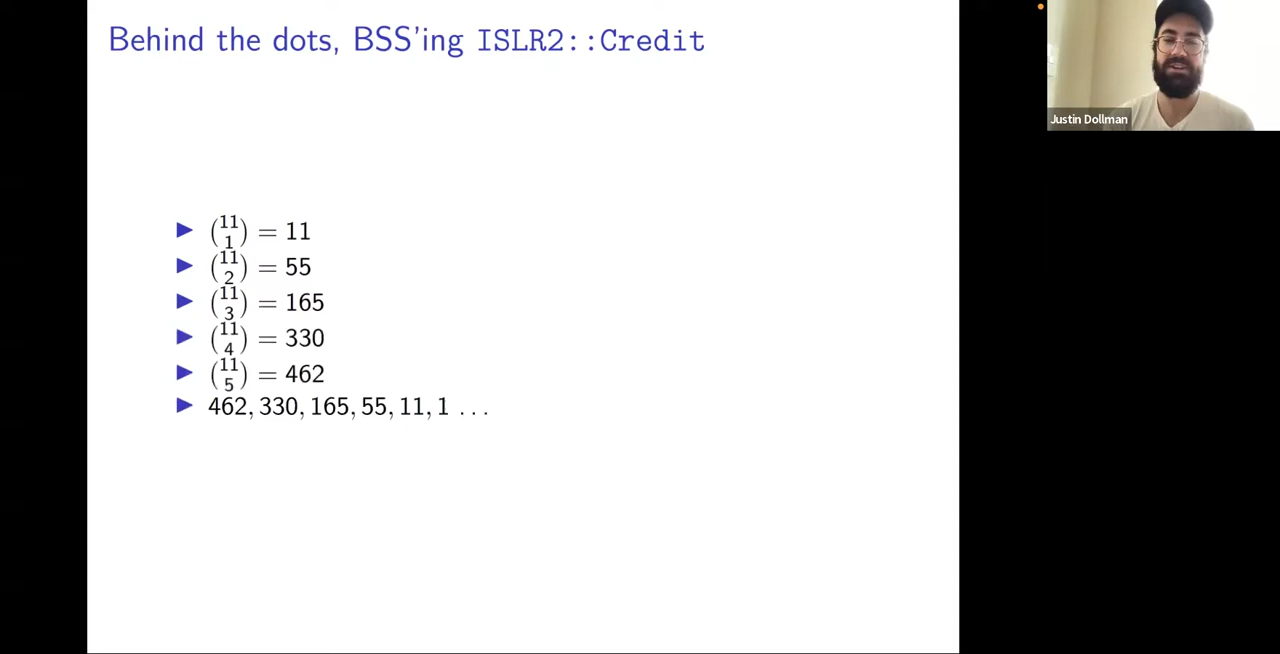 Behind the dots, BSS'ing ISLR2::Credit
Justin Dollman
▶ (11 1) = 11
▶ (11 2) = 55
▶ (11 3) = 165
▶ (11 4) = 330
▶ (11 5) = 462
▶ 462, 330, 165, 55, 11, 1 ...